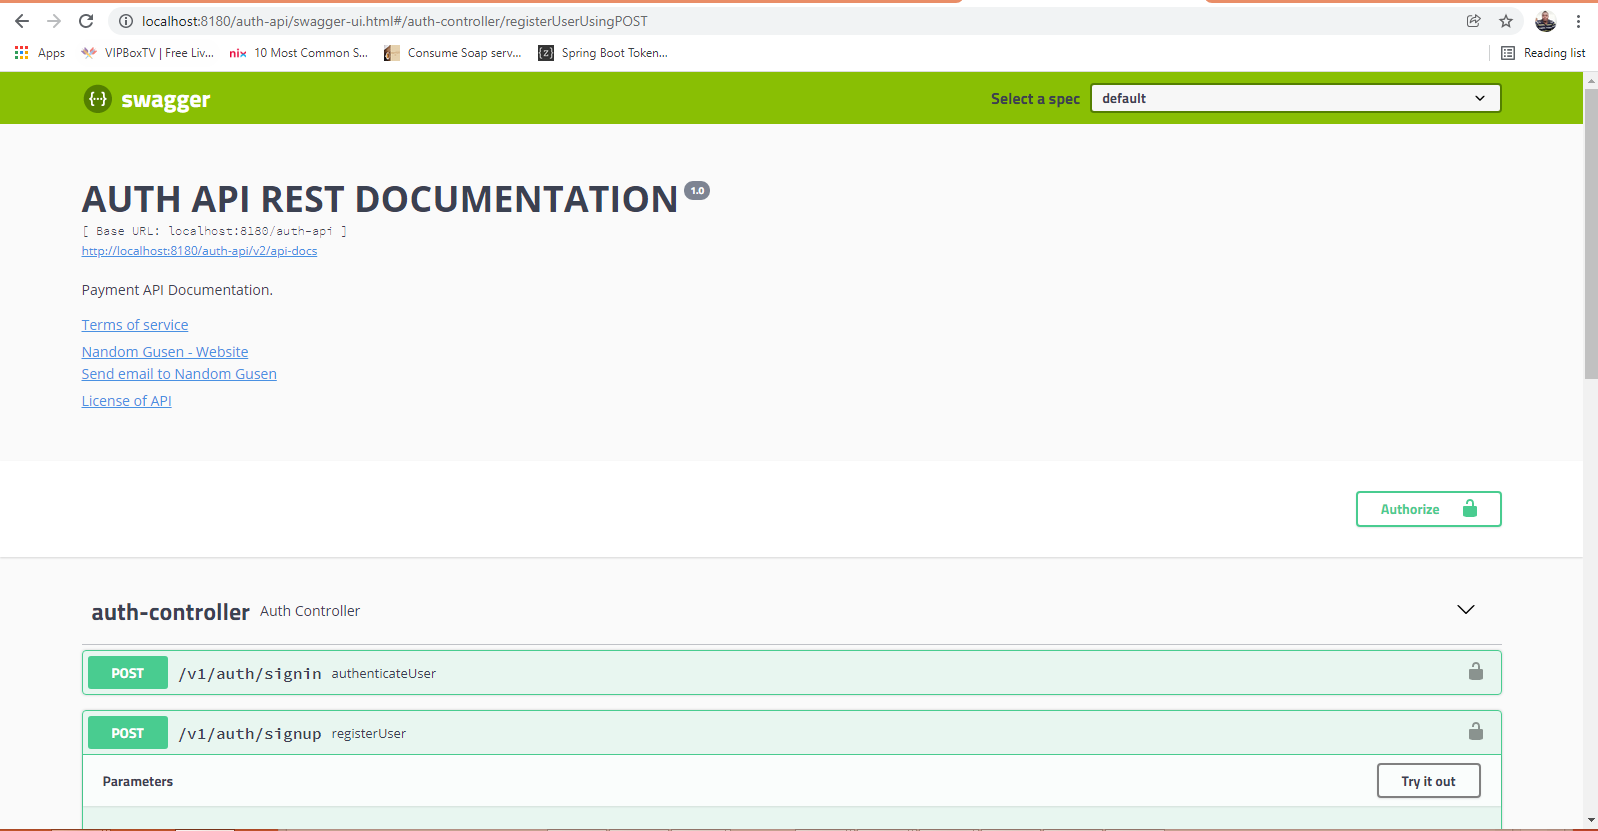 localhost:8180/auth-api/swagger-ui.html#/auth-controller/registerUserUsingPOST
Apps VIPBoxTV | Free Liv... nix 10 Most Common S... Consume Soap serv... {z} Spring Boot Token... Reading list
{··} swagger Select a spec default
AUTH API REST DOCUMENTATION 1.0
[ Base URL: localhost:8180/auth-api ]
http://localhost:8180/auth-api/v2/api-docs
Payment API Documentation.
Terms of service
Nandom Gusen - Website
Send email to Nandom Gusen
License of API
Authorize
auth-controller Auth Controller
POST /v1/auth/signin authenticateUser
POST /v1/auth/signup registerUser
Parameters Try it out